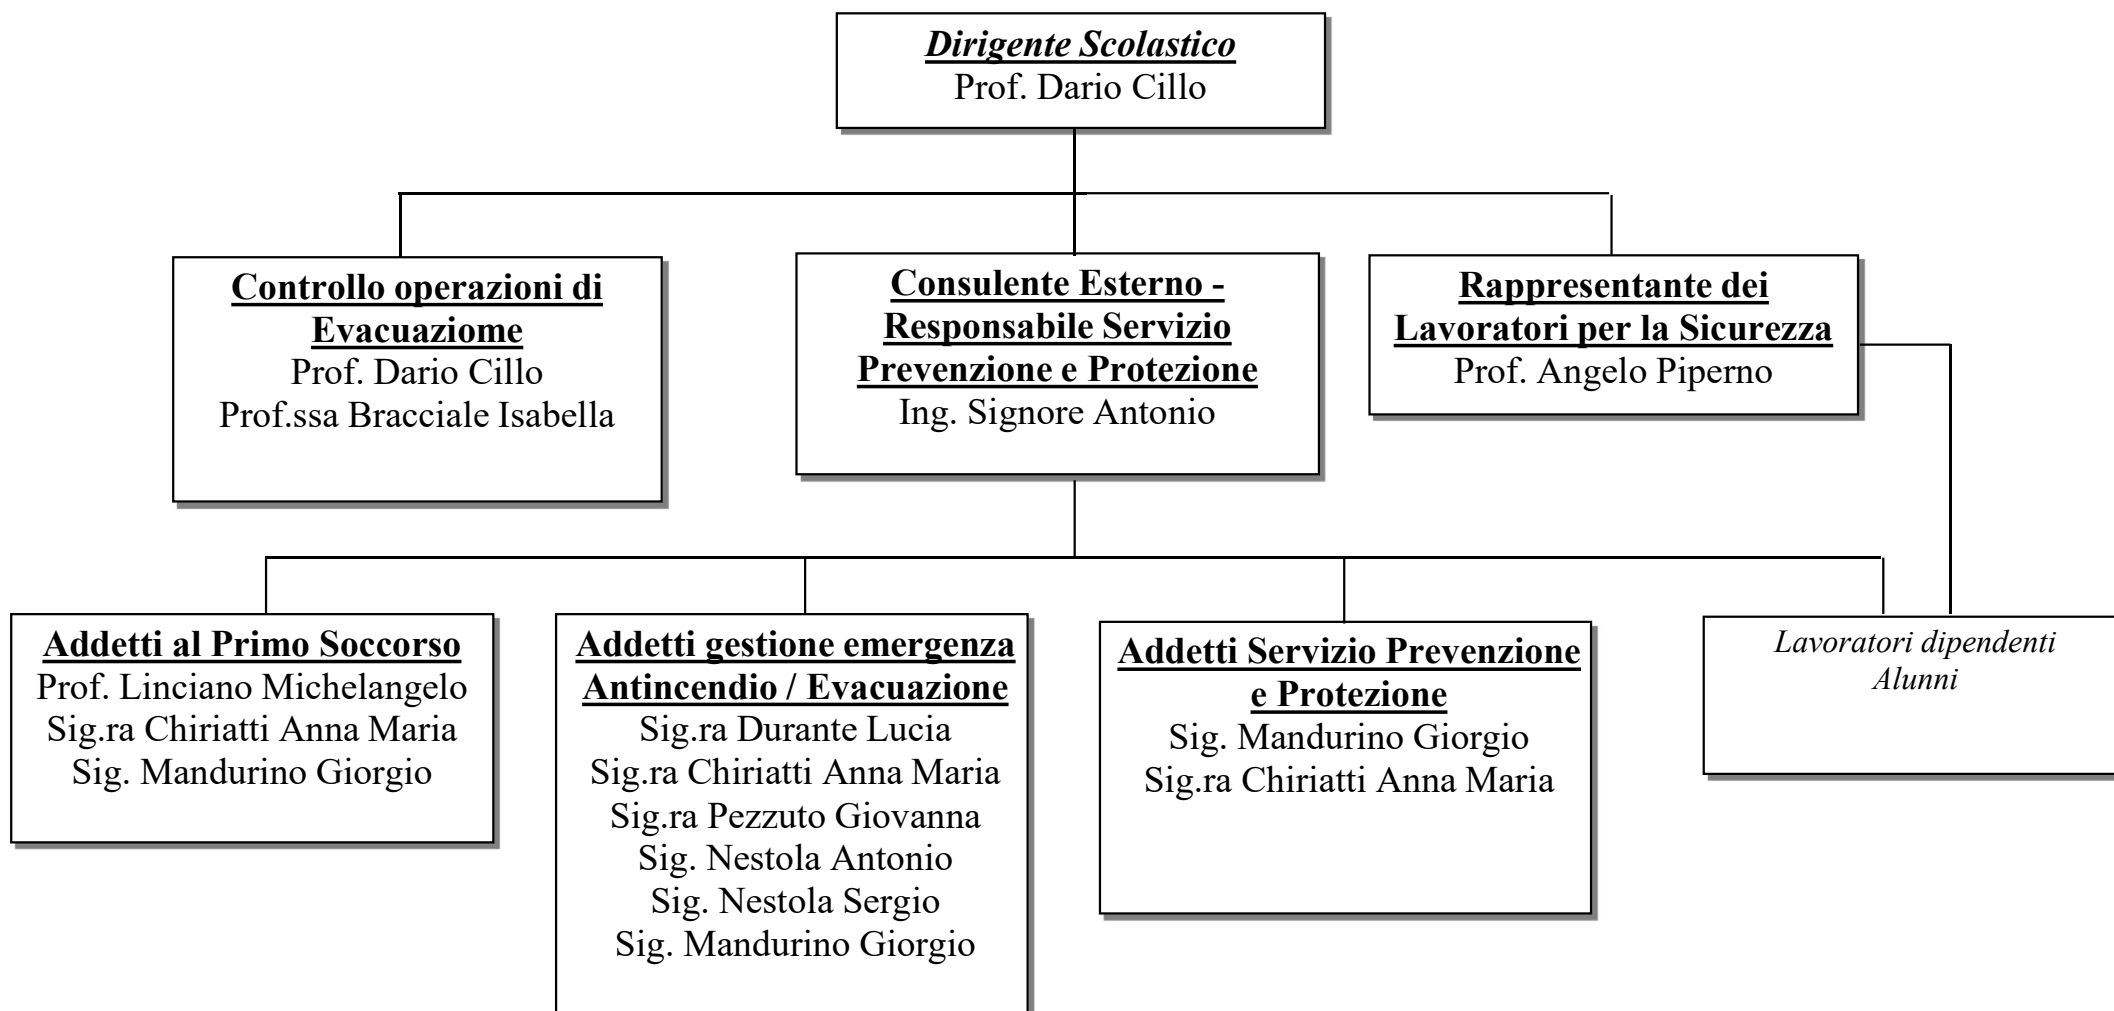 Dirigente Scolastico
Prof. Dario Cillo
Controllo operazioni di
Evacuaziome
Prof. Dario Cillo
Prof.ssa Bracciale Isabella
Consulente Esterno -
Responsabile Servizio
Prevenzione e Protezione
Ing. Signore Antonio
Rappresentante dei
Lavoratori per la Sicurezza
Prof. Angelo Piperno
Addetti al Primo Soccorso
Prof. Linciano Michelangelo
Sig.ra Chiriatti Anna Maria
Sig. Mandurino Giorgio
Addetti gestione emergenza
Antincendio / Evacuazione
Sig.ra Durante Lucia
Sig.ra Chiriatti Anna Maria
Sig.ra Pezzuto Giovanna
Sig. Nestola Antonio
Sig. Nestola Sergio
Sig. Mandurino Giorgio
Addetti Servizio Prevenzione
e Protezione
Sig. Mandurino Giorgio
Sig.ra Chiriatti Anna Maria
Lavoratori dipendenti
Alunni